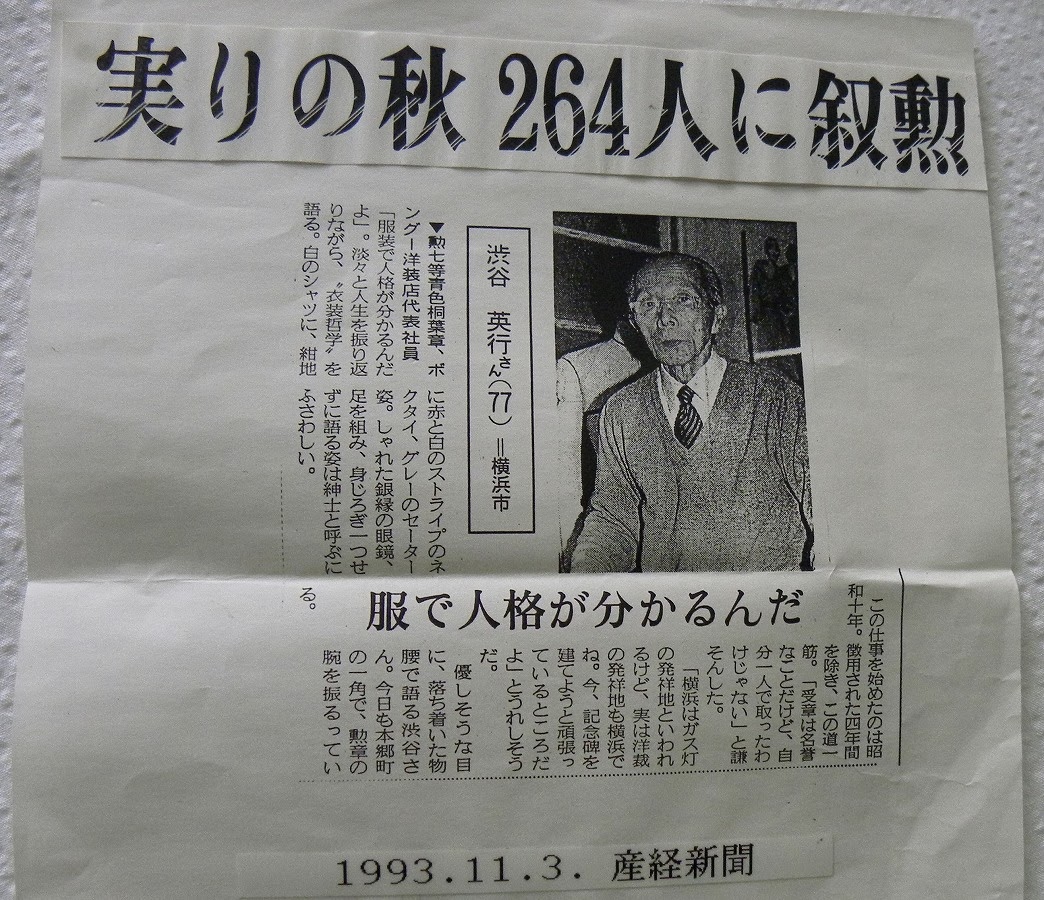 実りの秋 264人に叙勲
渋谷 英行さん(77)=横浜市
▼勲七等青色桐葉章、ボ
ングー洋装店代表社員
「服装で人格が分かるんだ
よ」。淡々と人生を振り返
りながら、“衣装哲学”を
語る。白のシャツに、紺地
に赤と白のストライプのネ
クタイ、グレーのセーター
姿。しゃれた銀縁の眼鏡、
足を組み、身じろぎ一つせ
ずに語る姿は紳士と呼ぶに
ふさわしい。
服で人格が分かるんだ
この仕事を始めたのは昭
和十年。徴用された四年間
を除き、この道一
筋。「受章は名誉
なことだけど、自
分一人で取ったわ
けじゃない」と謙
そんした。
「横浜はガス灯
の発祥地といわれ
るけど、実は洋裁
の発祥地も横浜で
ね。今、記念碑を
建てようと頑張っ
ているところだ
よ」とうれしそう
だ。
優しそうな目
に、落ち着いた物
腰で語る渋谷さ
ん。今日も本郷町
の一角で、勲章の
腕を振るってい
る。
1993.11.3. 産経新聞